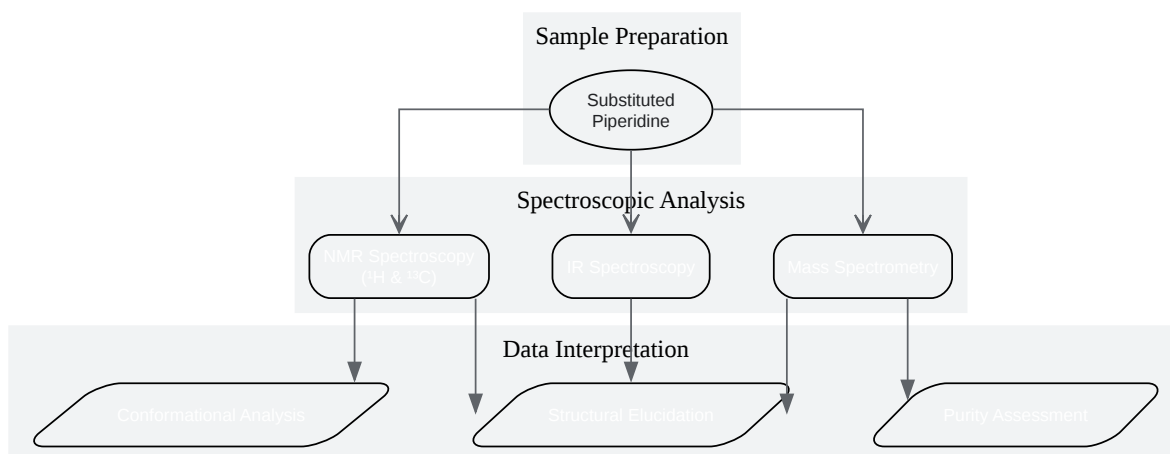 Sample Preparation
Substituted
Piperidine
Spectroscopic Analysis
NMR Spectroscopy
(¹H & ¹³C)
IR Spectroscopy
Mass Spectrometry
Data Interpretation
Conformational Analysis
Structural Elucidation
Purity Assessment